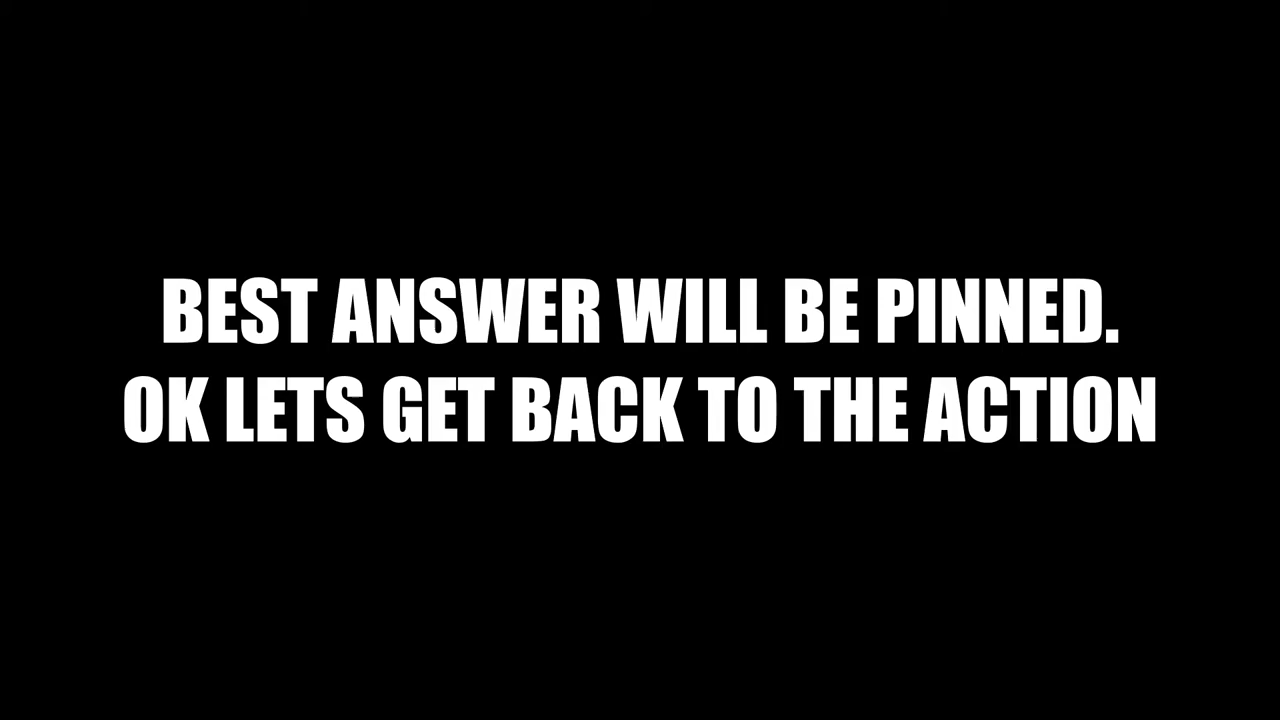 BEST ANSWER WILL BE PINNED.
OK LETS GET BACK TO THE ACTION